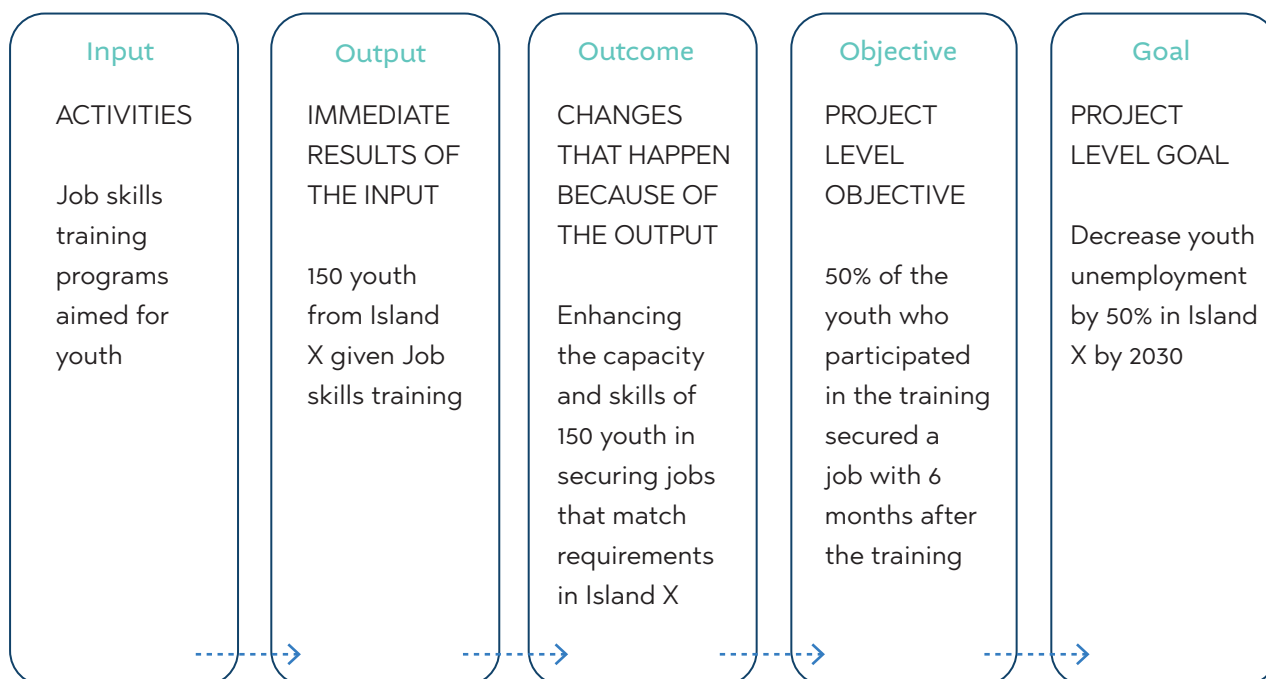 Input
ACTIVITIES
Job skills
training
programs
aimed for
youth
Output
IMMEDIATE
RESULTS OF
THE INPUT
150 youth
from Island
X given Job
skills training
Outcome
CHANGES
THAT HAPPEN
BECAUSE OF
THE OUTPUT
Enhancing
the capacity
and skills of
150 youth in
securing jobs
that match
requirements
in Island X
Objective
PROJECT
LEVEL
OBJECTIVE
50% of the
youth who
participated
in the training
secured a
job with 6
months after
the training
Goal
PROJECT
LEVEL GOAL
Decrease youth
unemployment
by 50% in Island
X by 2030